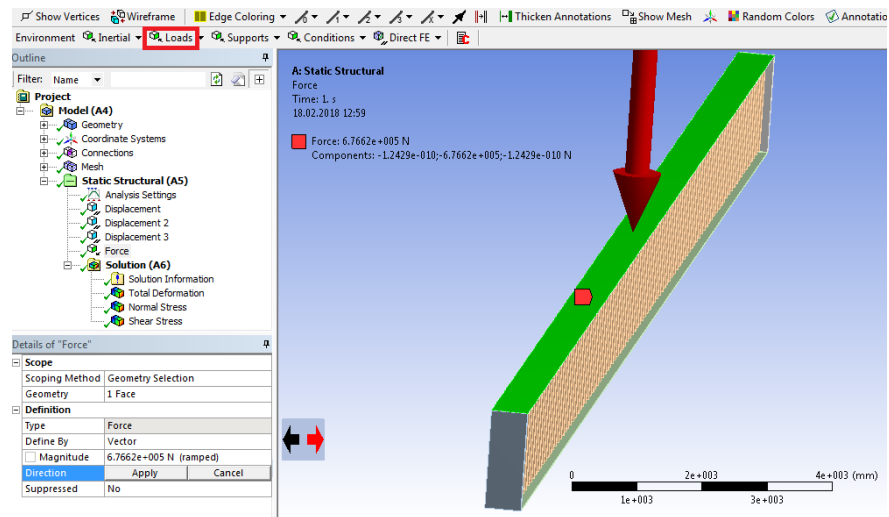 Show Vertices Wireframe Edge Coloring Thicken Annotations Show Mesh Random Colors Annotatio
Environment Inertial Loads Supports Conditions Direct FE
Outline
Filter: Name
Project
Model (A4)
Geometry
Coordinate Systems
Connections
Mesh
Static Structural (A5)
Analysis Settings
Displacement
Displacement 2
Displacement 3
Force
Solution (A6)
Solution Information
Total Deformation
Normal Stress
Shear Stress
Details of "Force"
Scope
Scoping Method Geometry Selection
Geometry 1 Face
Definition
Type Force
Define By Vector
Magnitude 6.7662e+005 N (ramped)
Direction Apply Cancel
Suppressed No
A: Static Structural
Force
Time: 1. s
18.02.2018 12:59
Force: 6.7662e+005 N
Components: -1.2429e-010;-6.7662e+005;-1.2429e-010 N
0 2e+003 4e+003 (mm)
1e+003 3e+003